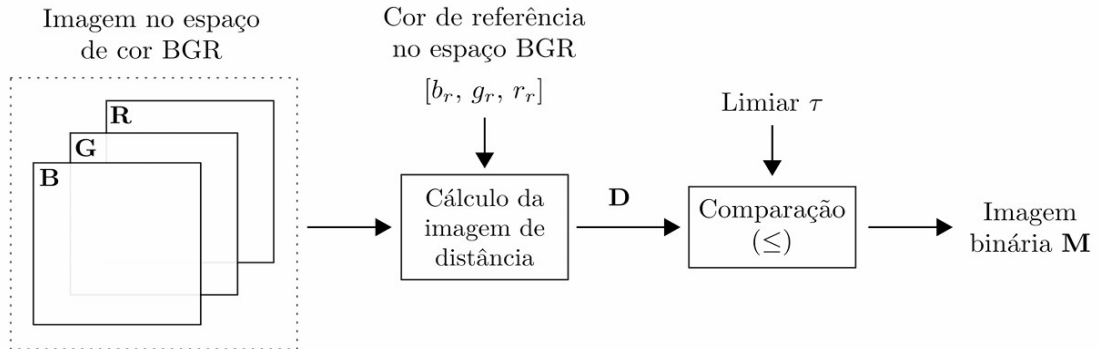 Imagem no espaço
de cor BGR
R
G
B
Cor de referência
no espaço BGR
[b_r, g_r, r_r]
Cálculo da
imagem de
distância
D
Limiar τ
Comparação
(≤)
Imagem
binária M